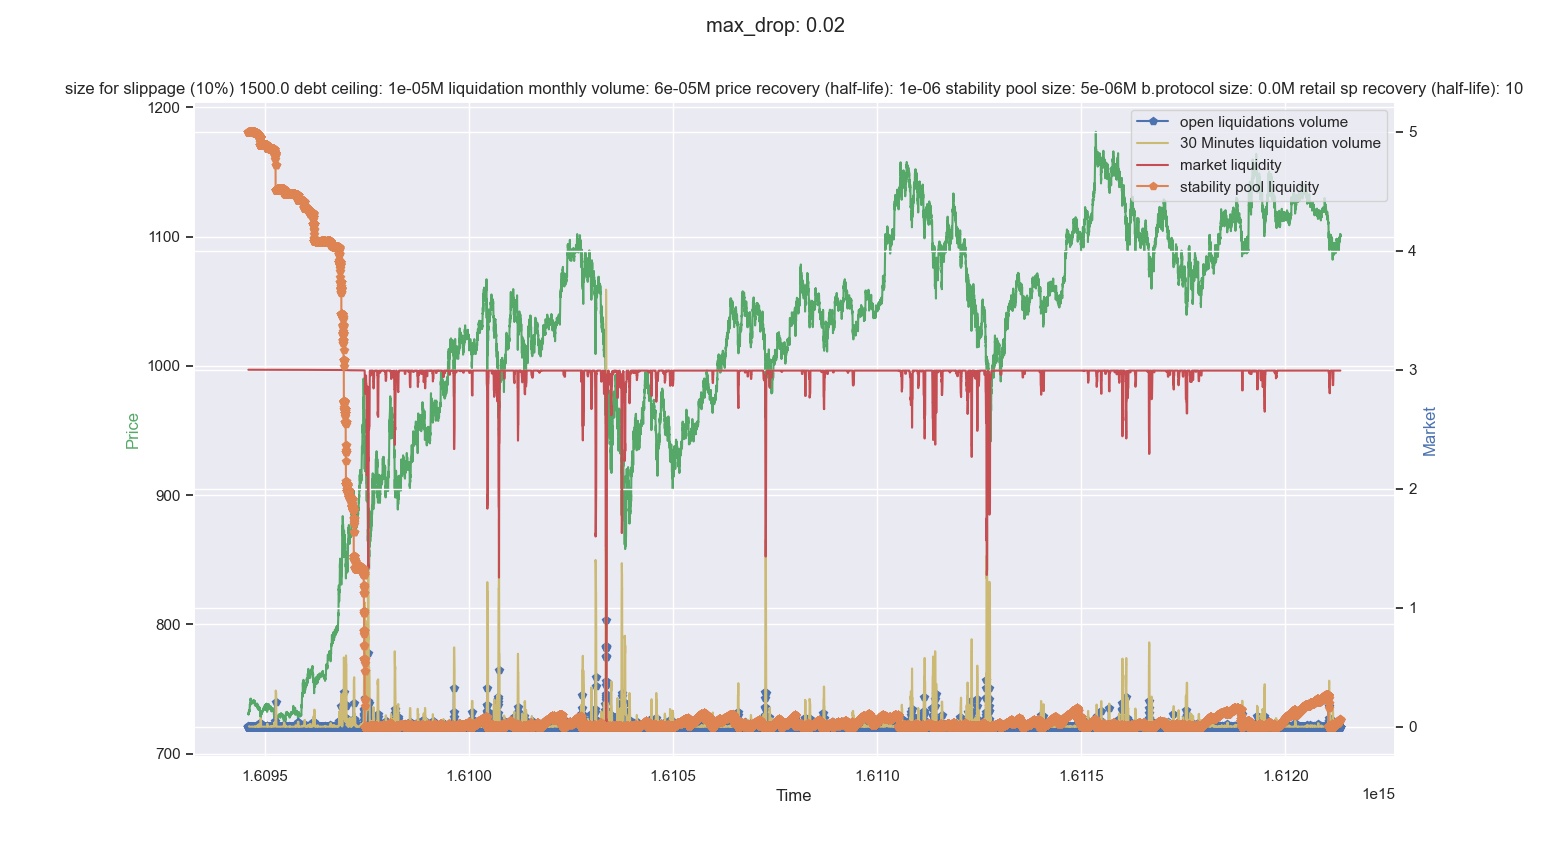 max_drop: 0.02
size for slippage (10%) 1500.0 debt ceiling: 1e-05M liquidation monthly volume: 6e-05M price recovery (half-life): 1e-06 stability pool size: 5e-06M b.protocol size: 0.0M retail sp recovery (half-life): 10
open liquidations volume
30 Minutes liquidation volume
market liquidity
stability pool liquidity
Price
1200
1100
1000
900
800
700
Market
5
4
3
2
1
0
1.6095
1.6100
1.6105
1.6110
1.6115
1.6120
1e15
Time